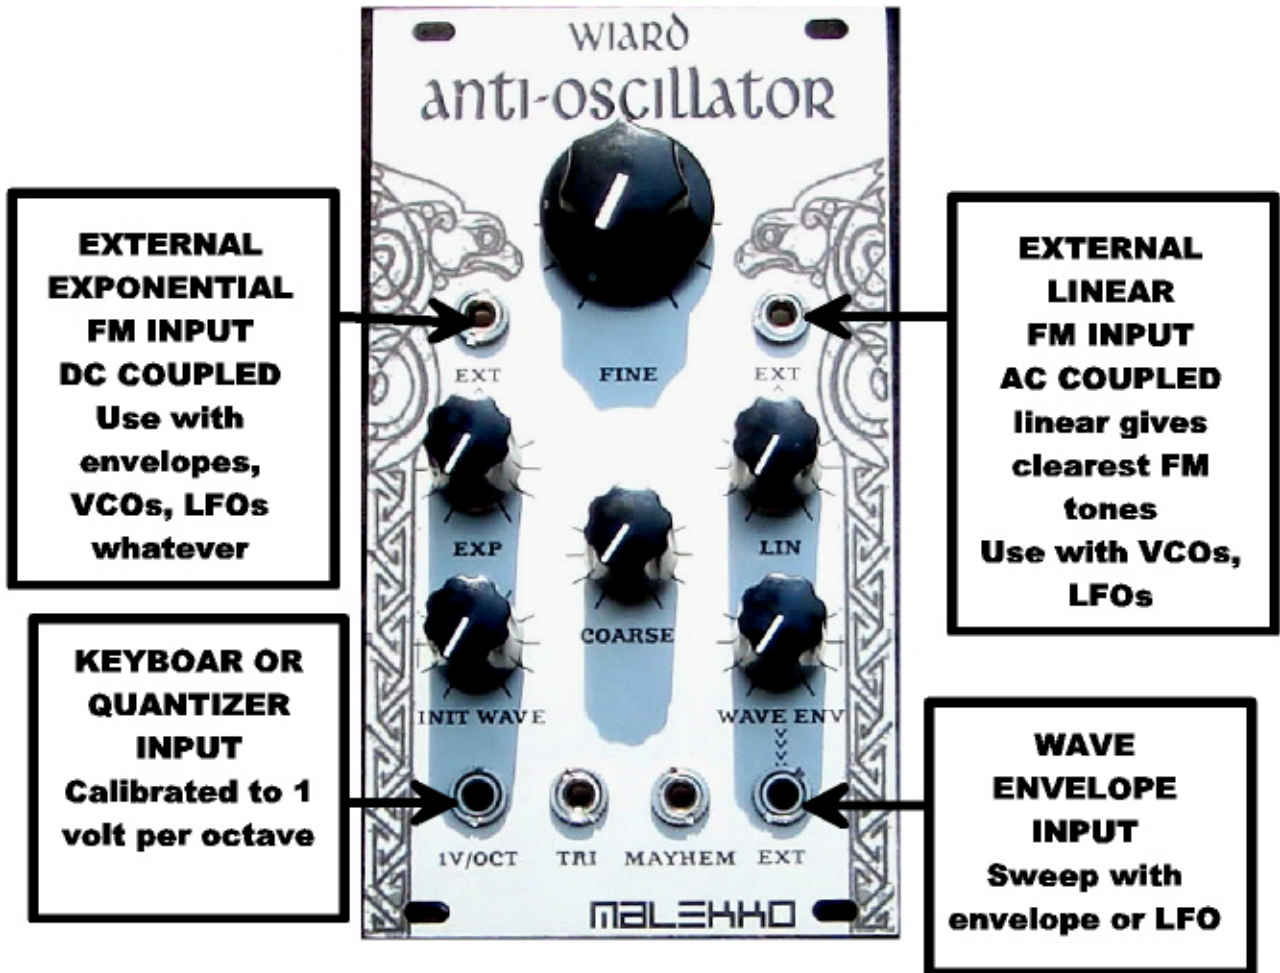 WIARD
anti-oscillator
EXTERNAL
EXPONENTIAL
FM INPUT
DC COUPLED
Use with
envelopes,
VCOs, LFOs
whatever
EXTERNAL
LINEAR
FM INPUT
AC COUPLED
linear gives
clearest FM
tones
Use with VCOs,
LFOs
EXT
FINE
EXT
EXP
LIN
COARSE
INIT WAVE
WAVE ENV
KEYBOAR OR
QUANTIZER
INPUT
Calibrated to 1
volt per octave
WAVE
ENVELOPE
INPUT
Sweep with
envelope or LFO
1V/OCT TRI MAYHEM EXT
MALEKKO